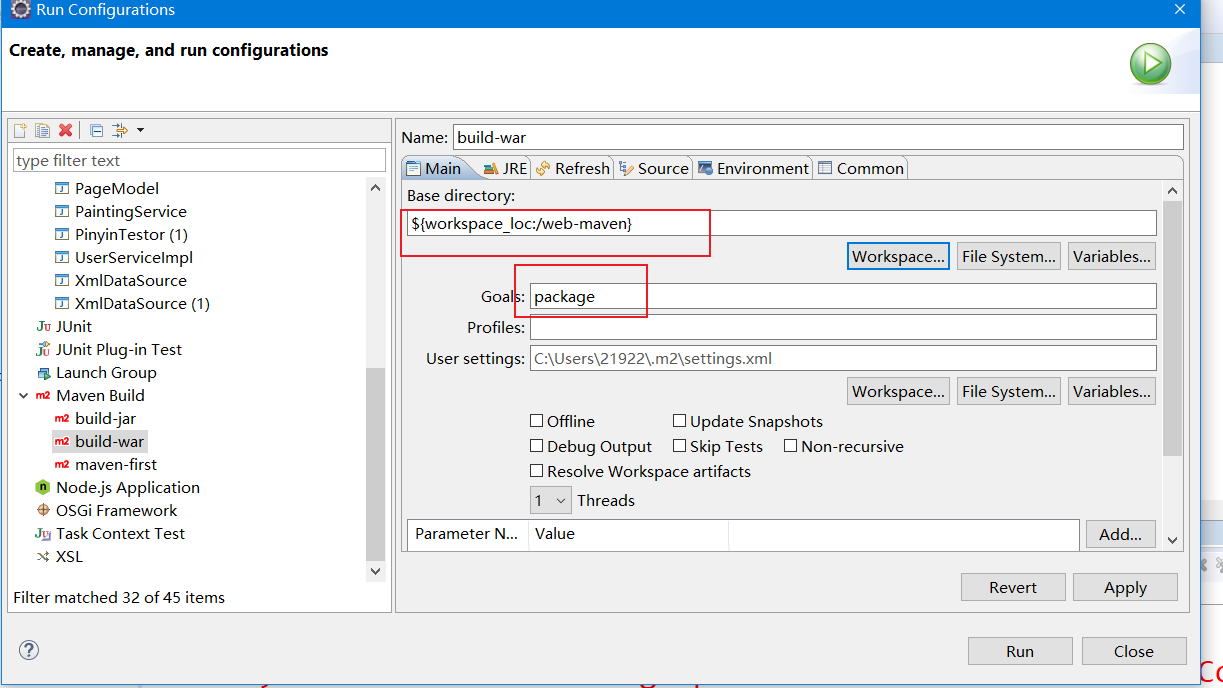 Run Configurations
Create, manage, and run configurations
type filter text
PageModel
PaintingService
PinyinTestor (1)
UserServiceImpl
XmlDataSource
XmlDataSource (1)
JUnit
JUnit Plug-in Test
Launch Group
Maven Build
build-jar
build-war
maven-first
Node.js Application
OSGi Framework
Task Context Test
XSL
Filter matched 32 of 45 items
Name: build-war
Main JRE Refresh Source Environment Common
Base directory:
${workspace_loc:/web-maven}
Workspace... File System... Variables...
Goals: package
Profiles:
User settings: C:\Users\21922\.m2\settings.xml
Workspace... File System... Variables...
Offline Update Snapshots
Debug Output Skip Tests Non-recursive
Resolve Workspace artifacts
1 Threads
Parameter N... Value Add...
Revert Apply
Run Close